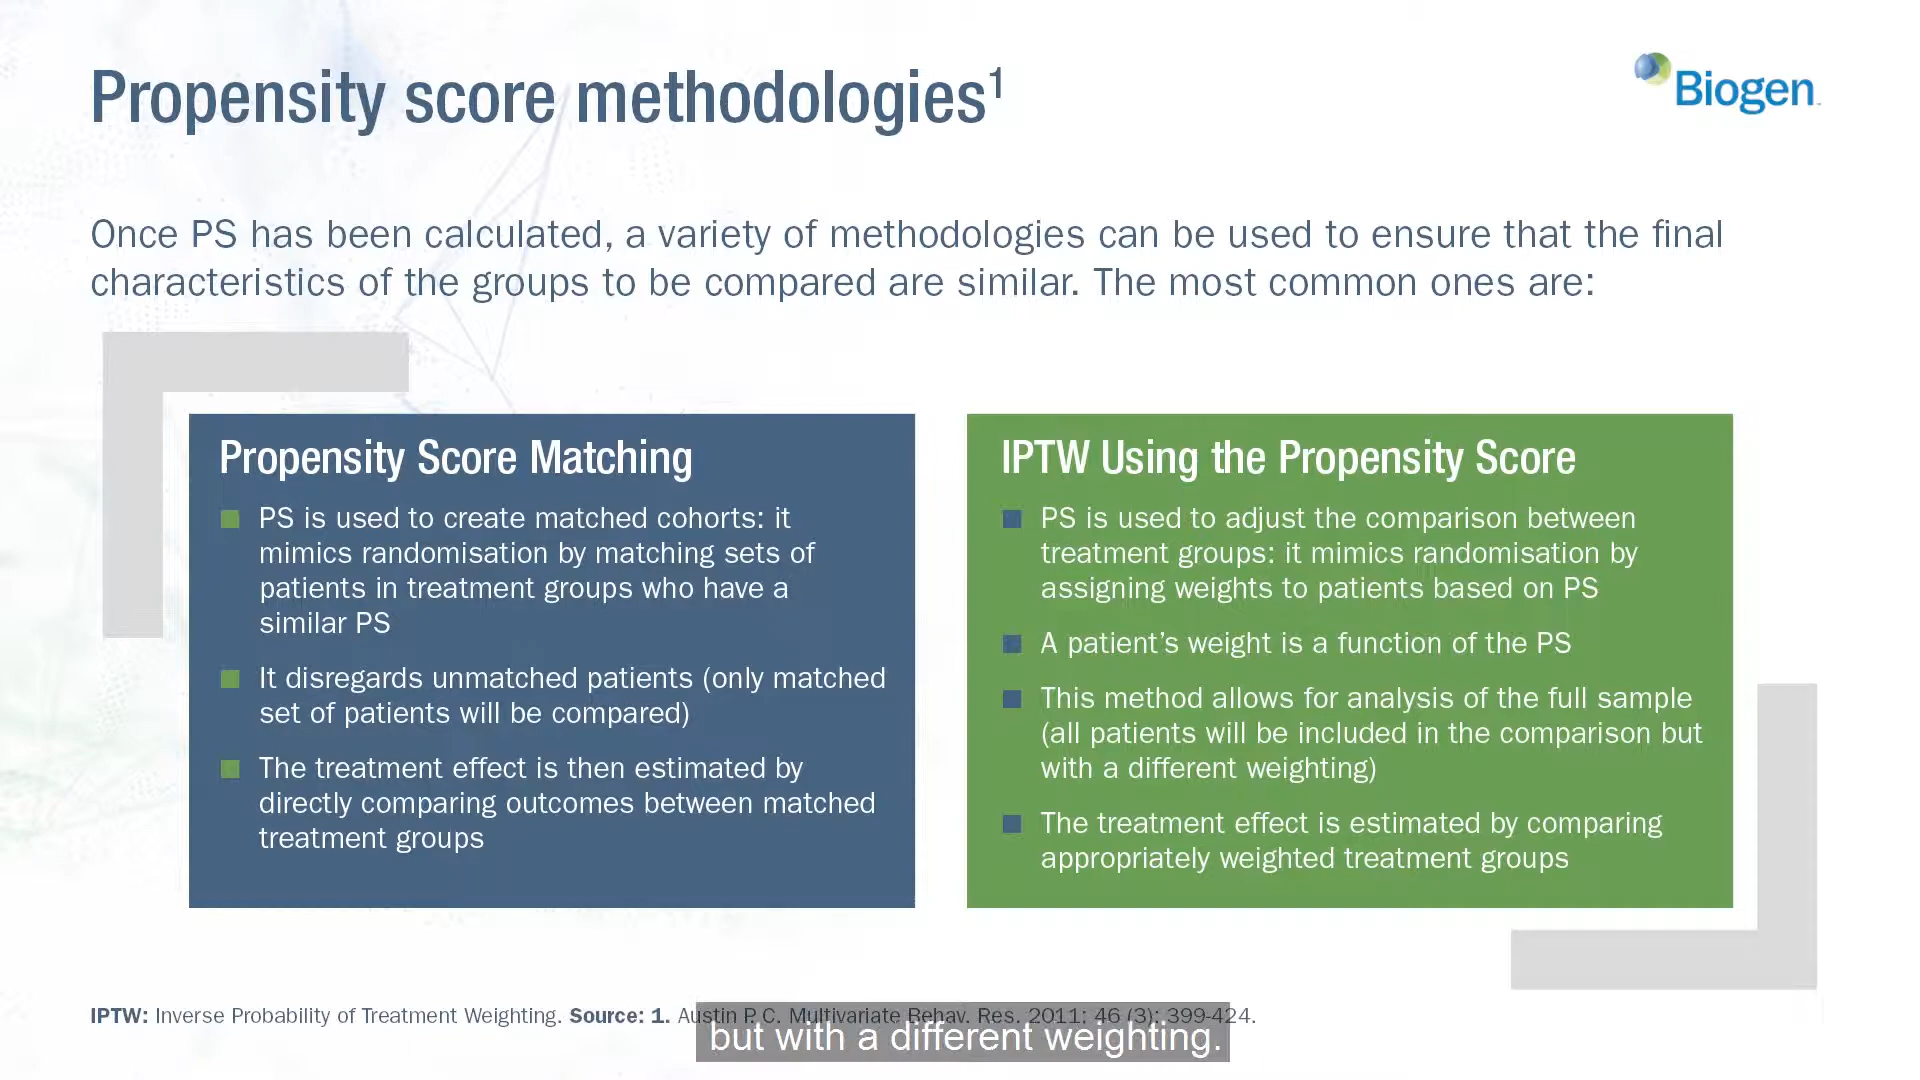 Propensity score methodologies¹
Biogen
Once PS has been calculated, a variety of methodologies can be used to ensure that the final
characteristics of the groups to be compared are similar. The most common ones are:
Propensity Score Matching
PS is used to create matched cohorts: it
mimics randomisation by matching sets of
patients in treatment groups who have a
similar PS
It disregards unmatched patients (only matched
set of patients will be compared)
The treatment effect is then estimated by
directly comparing outcomes between matched
treatment groups
IPTW Using the Propensity Score
PS is used to adjust the comparison between
treatment groups: it mimics randomisation by
assigning weights to patients based on PS
A patient’s weight is a function of the PS
This method allows for analysis of the full sample
(all patients will be included in the comparison but
with a different weighting)
The treatment effect is estimated by comparing
appropriately weighted treatment groups
IPTW: Inverse Probability of Treatment Weighting. Source: 1. Austin P. C. Multivariate Behav. Res. 2011; 46 (3): 399-424.
but with a different weighting.